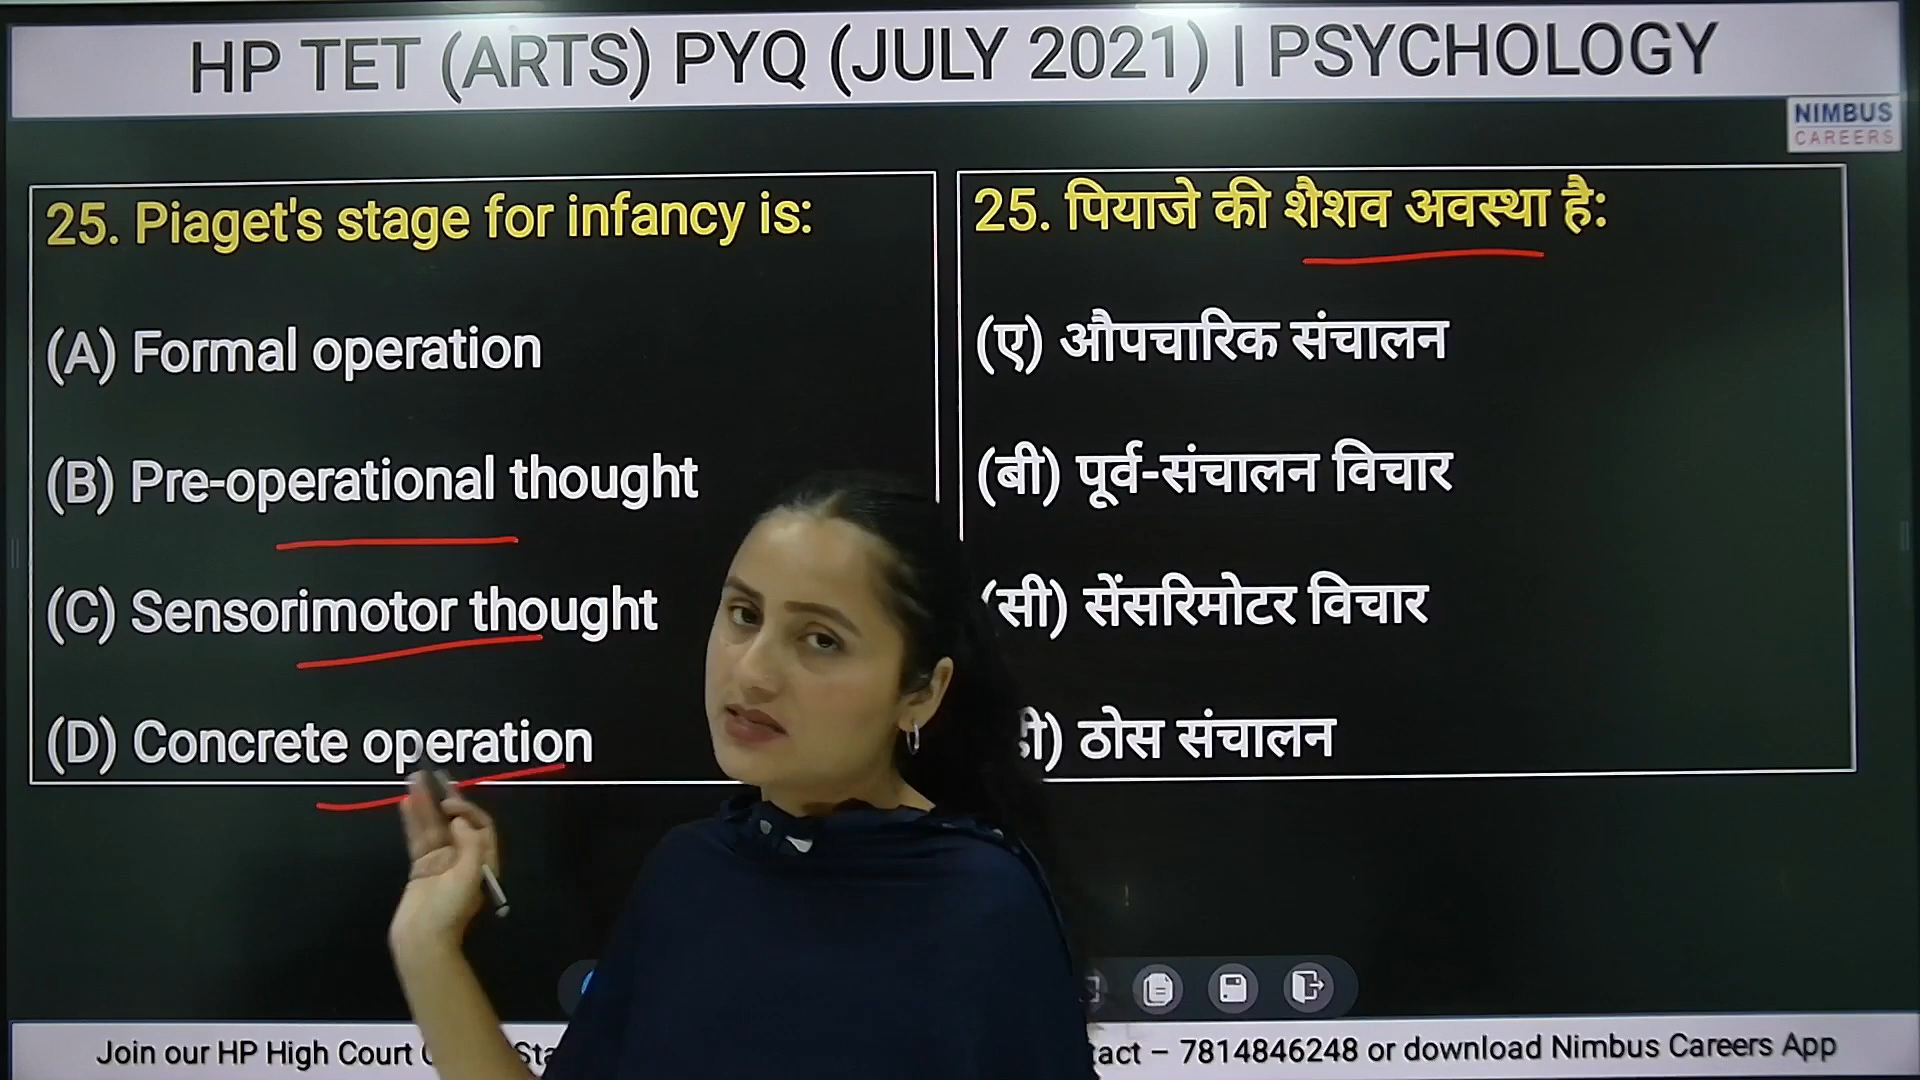 HP TET (ARTS) PYQ (JULY 2021) | PSYCHOLOGY
NIMBUS
CAREERS
25. Piaget's stage for infancy is:
(A) Formal operation
(B) Pre-operational thought
(C) Sensorimotor thought
(D) Concrete operation
25. पियाजे की शैशव अवस्था है:
(ए) औपचारिक संचालन
(बी) पूर्व-संचालन विचार
(सी) सेंसरिमोटर विचार
ठोस संचालन
Join our HP High Court
– 7814846248 or download Nimbus Careers App